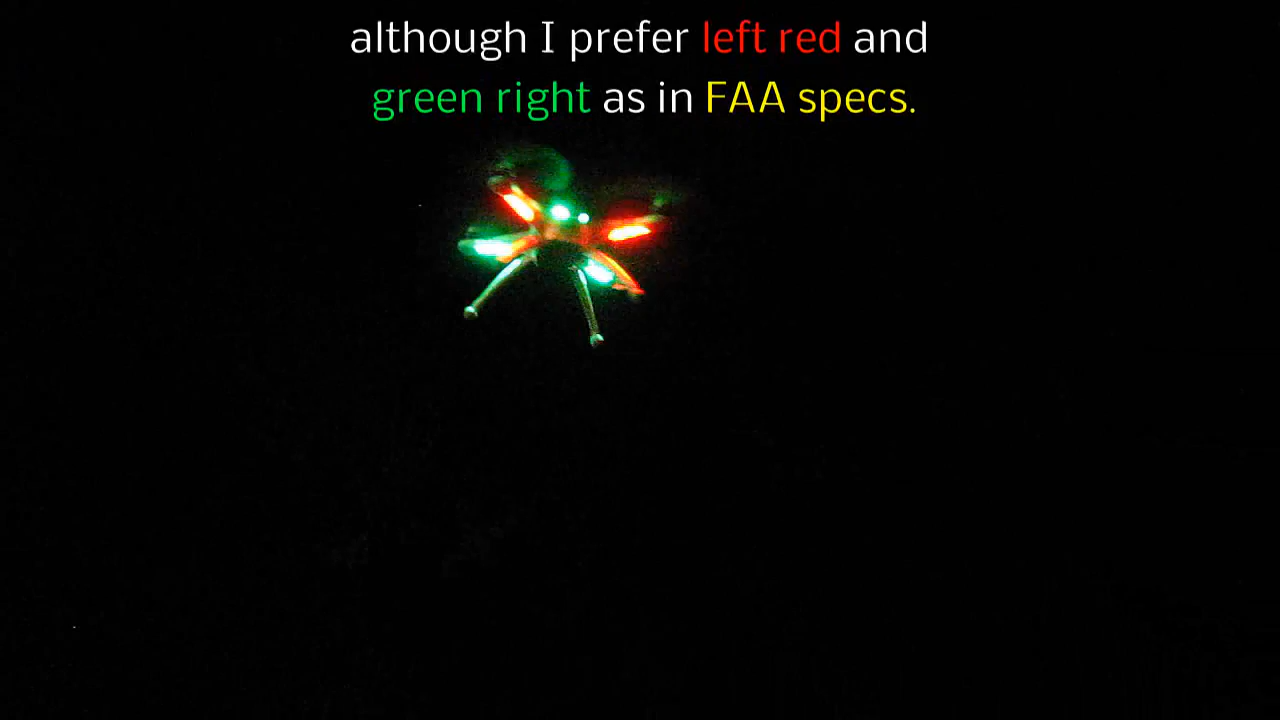 although I prefer left red and
green right as in FAA specs.